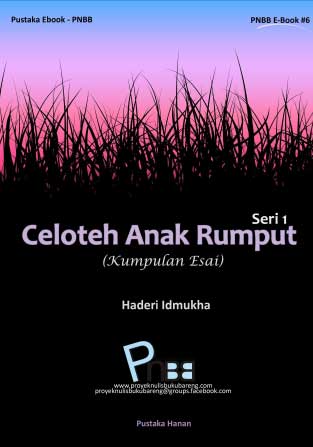 Pustaka Ebook - PNBB
PNBB E-Book #6
Seri 1
Celoteh Anak Rumput
(Kumpulan Esai)
Haderi Idmukha
PnBB
www.proyeknulisbukubareng.com
proyeknulisbukubareng@groups.facebook.com
Pustaka Hanan